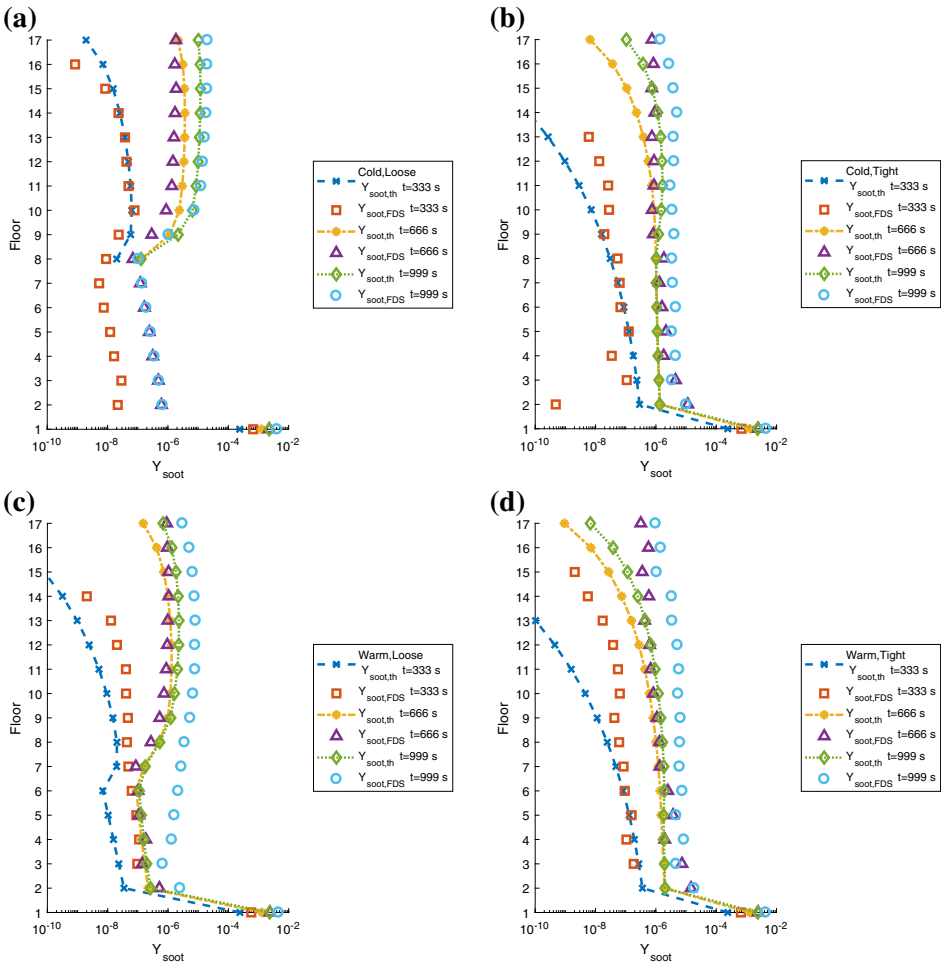 (a)
17
16
15
14
13
12
11
10
9
8
7
6
5
4
3
2
1
Floor
10^-10
10^-8
10^-6
10^-4
10^-2
Y_soot
Cold,Loose
Y_soot,th t=333 s
Y_soot,FDS t=333 s
Y_soot,th t=666 s
Y_soot,FDS t=666 s
Y_soot,th t=999 s
Y_soot,FDS t=999 s
(b)
17
16
15
14
13
12
11
10
9
8
7
6
5
4
3
2
1
Floor
10^-10
10^-8
10^-6
10^-4
10^-2
Y_soot
Cold,Tight
Y_soot,th t=333 s
Y_soot,FDS t=333 s
Y_soot,th t=666 s
Y_soot,FDS t=666 s
Y_soot,th t=999 s
Y_soot,FDS t=999 s
(c)
17
16
15
14
13
12
11
10
9
8
7
6
5
4
3
2
1
Floor
10^-10
10^-8
10^-6
10^-4
10^-2
Y_soot
Warm,Loose
Y_soot,th t=333 s
Y_soot,FDS t=333 s
Y_soot,th t=666 s
Y_soot,FDS t=666 s
Y_soot,th t=999 s
Y_soot,FDS t=999 s
(d)
17
16
15
14
13
12
11
10
9
8
7
6
5
4
3
2
1
Floor
10^-10
10^-8
10^-6
10^-4
10^-2
Y_soot
Warm,Tight
Y_soot,th t=333 s
Y_soot,FDS t=333 s
Y_soot,th t=666 s
Y_soot,FDS t=666 s
Y_soot,th t=999 s
Y_soot,FDS t=999 s